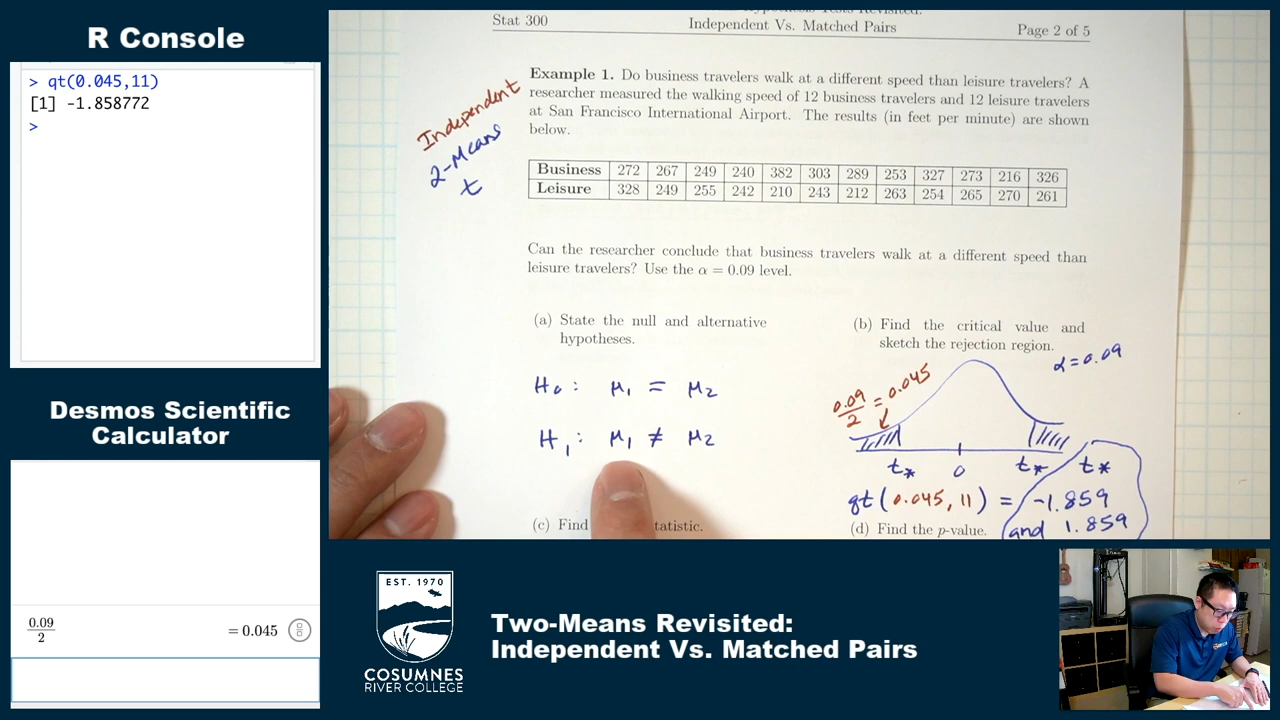 R Console
> qt(0.045,11)
[1] -1.858772
>
Desmos Scientific
Calculator
0.09
2
= 0.045
Stat 300
Independent Vs. Matched Pairs
Page 2 of 5
Independent
2-Means
t
Example 1. Do business travelers walk at a different speed than leisure travelers? A
researcher measured the walking speed of 12 business travelers and 12 leisure travelers
at San Francisco International Airport. The results (in feet per minute) are shown
below.
Business 272 267 249 240 382 303 289 253 327 273 216 326
Leisure 328 249 255 242 210 243 212 263 254 265 270 261
Can the researcher conclude that business travelers walk at a different speed than
leisure travelers? Use the α = 0.09 level.
(a) State the null and alternative
hypotheses.
H₀: μ₁ = μ₂
H₁: μ₁ ≠ μ₂
(b) Find the critical value and
sketch the rejection region.
α = 0.09
0.09/2 = 0.045
t* 0 t* t*
qt(0.045, 11) = -1.859
and 1.859
(c) Find tatistic.
(d) Find the p-value.
EST. 1970
COSUMNES
RIVER COLLEGE
Two-Means Revisited:
Independent Vs. Matched Pairs